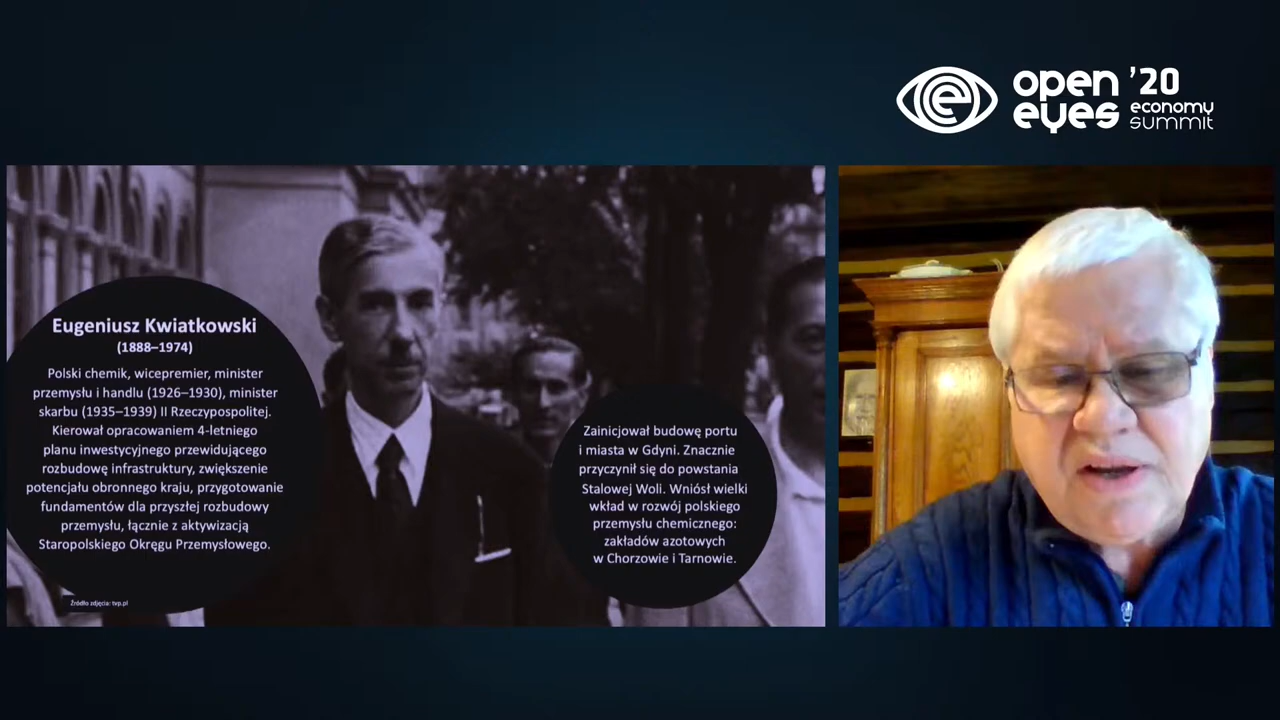 open '20
eyes economy
summit
Eugeniusz Kwiatkowski
(1888–1974)
Polski chemik, wicepremier, minister
przemysłu i handlu (1926–1930), minister
skarbu (1935–1939) II Rzeczypospolitej.
Kierował opracowaniem 4-letniego
planu inwestycyjnego przewidującego
rozbudowę infrastruktury, zwiększenie
potencjału obronnego kraju, przygotowanie
fundamentów dla przyszłej rozbudowy
przemysłu, łącznie z aktywizacją
Staropolskiego Okręgu Przemysłowego.
Źródło zdjęcia: tvp.pl
Zainicjował budowę portu
i miasta w Gdyni. Znacznie
przyczynił się do powstania
Stalowej Woli. Wniósł wielki
wkład w rozwój polskiego
przemysłu chemicznego:
zakładów azotowych
w Chorzowie i Tarnowie.